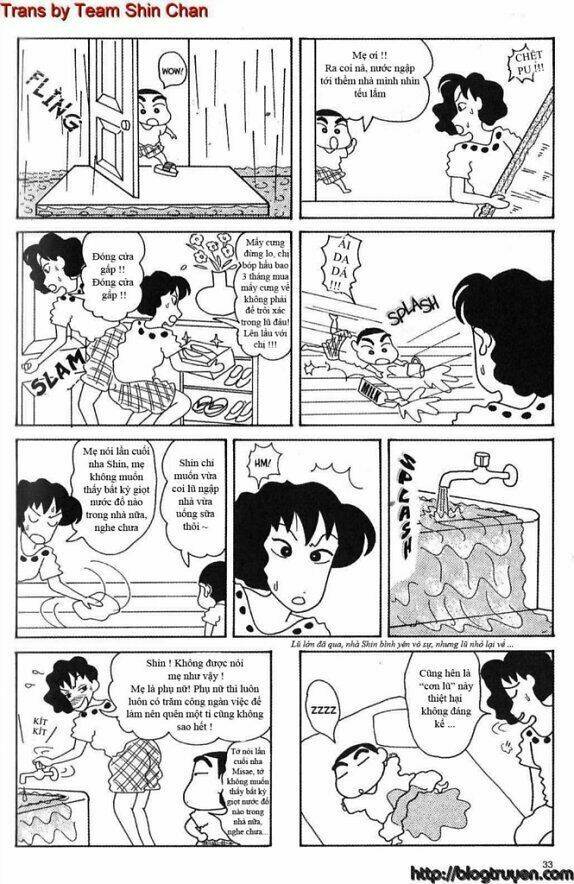 Trans by Team Shin Chan
FLING
WOW!
Mẹ ơi !!
Ra coi nà, nước ngập
tới thềm nhà mình nhìn
tếu lắm
CHẾT
PU !!!
Đóng cửa
gấp !!
Đóng cửa
gấp !!
SLAM
Mấy cưng
đừng lo, chị
bóp hầu bao
3 tháng mua
mấy cưng về
không phải
để trôi xác
trong lũ đâu!
Lên lầu với
chị !!!
ÁI
DA
DÁ
!!!
SPLASH
MILK
Mẹ nói lần cuối
nha Shin, mẹ
không muốn
thấy bất kỳ giọt
nước đề nào
trong nhà nữa,
nghe chưa
Shin chỉ
muốn vừa
coi lũ ngập
nhà vừa
uống sữa
thôi ~
HM!
SPLASH
Lũ lớn đã qua, nhà Shin bình yên vô sự, nhưng lũ nhỏ lại về ...
KÍT
KÍT
Shin ! Không được nói
mẹ như vậy !
Mẹ là phụ nữ! Phụ nữ thì luôn
luôn có trăm công ngàn việc để
làm nên quên một tí cũng không
sao hết !
Tớ nói lần
cuối nha
Misae, tớ
không muốn
thấy bất kỳ
giọt nước đề
nào trong
nhà nữa,
nghe chưa...
ZZZZ
Cũng hên là
"cơn lũ" này
thiệt hại
không đáng
kể ...
33
http://blogtruyen.com